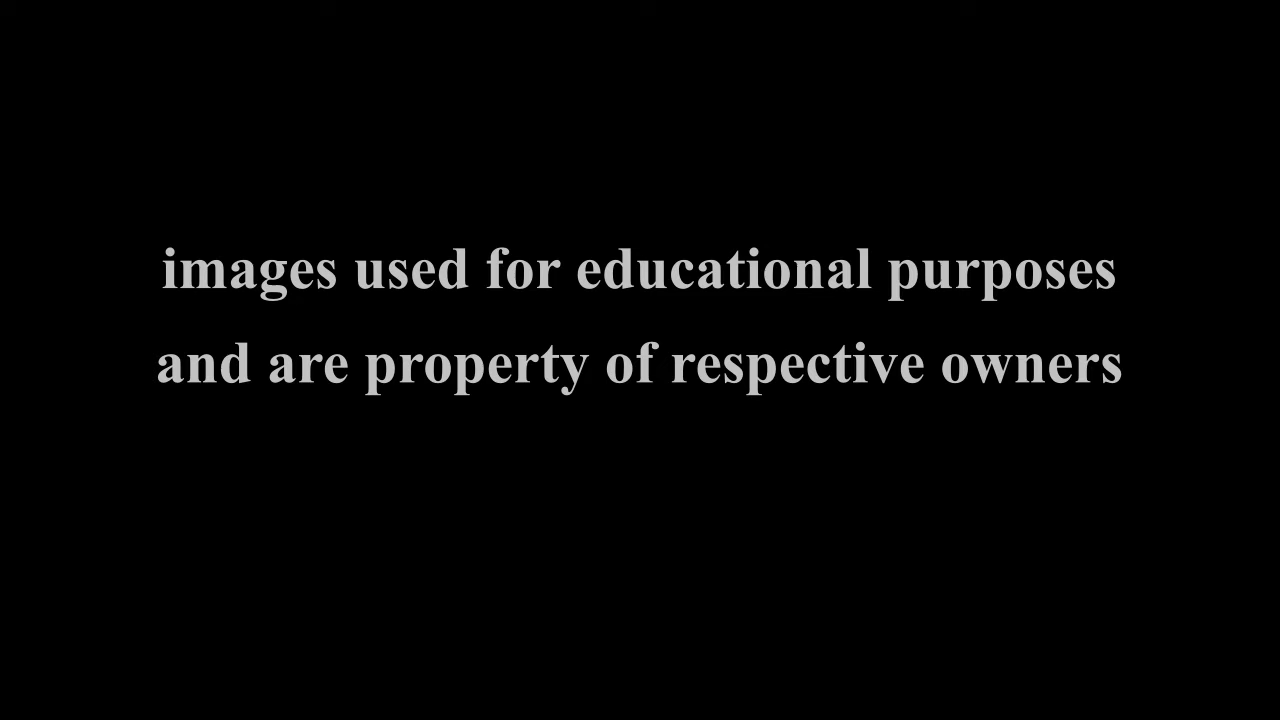 images used for educational purposes
and are property of respective owners